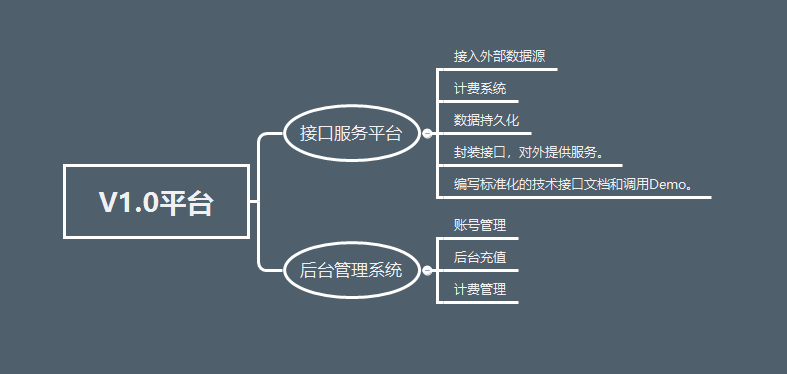 V1.0平台
接口服务平台
接入外部数据源
计费系统
数据持久化
封装接口，对外提供服务。
编写标准化的技术接口文档和调用Demo。
后台管理系统
账号管理
后台充值
计费管理